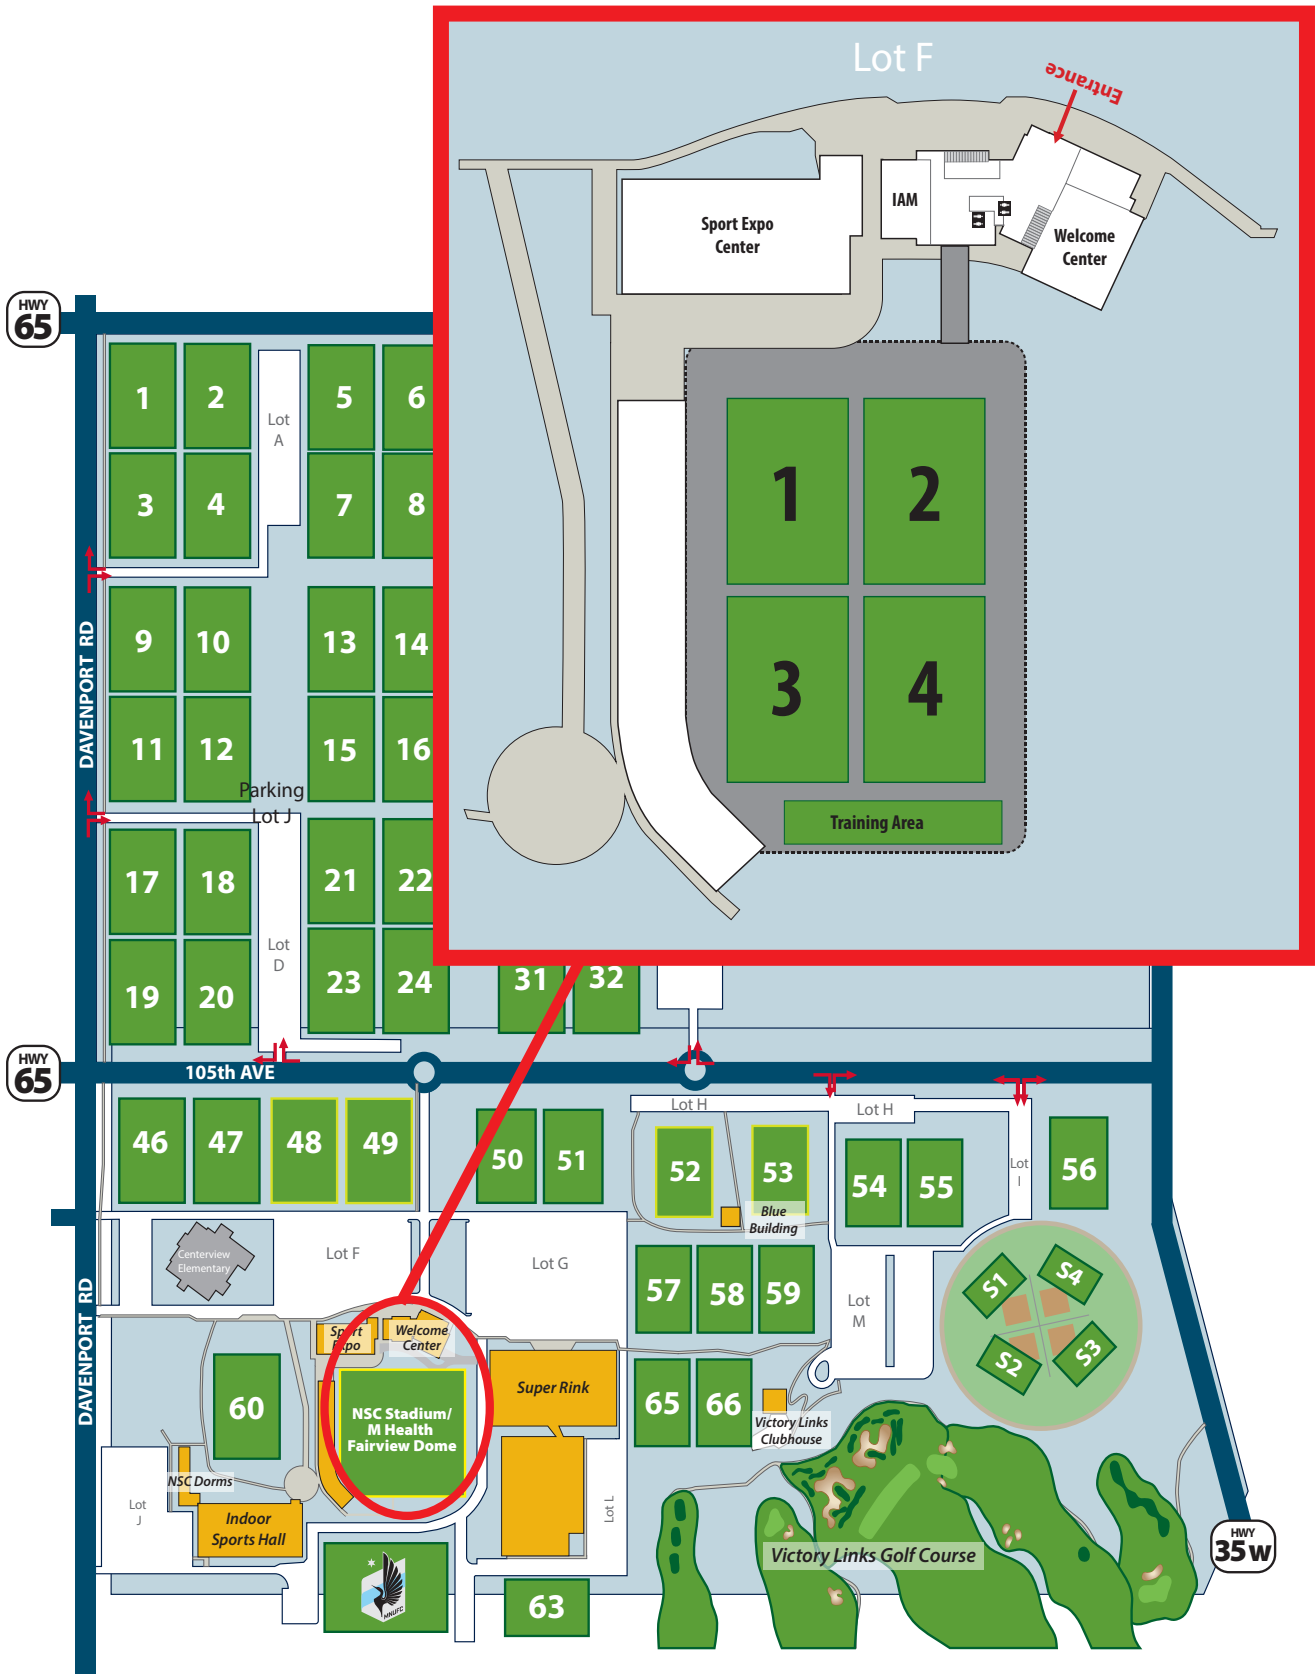 Lot F
Entrance
IAM
Sport Expo
Center
Welcome
Center
1
2
3
4
Training Area
HWY
65
1
2
Lot
A
5
6
3
4
7
8
DAVENPORT RD
9
10
13
14
11
12
15
16
Parking
Lot J
17
18
21
22
Lot
D
19
20
23
24
31
32
HWY
65
105th AVE
Lot H
Lot H
46
47
48
49
50
51
52
53
54
55
Lot
I
56
Blue
Building
Centerview
Elementary
Lot F
Lot G
57
58
59
Lot
M
S1
S4
S2
S3
DAVENPORT RD
Sport
Expo
Welcome
Center
60
NSC Stadium/
M Health
Fairview Dome
Super Rink
65
66
Victory Links
Clubhouse
NSC Dorms
Lot
J
Indoor
Sports Hall
Lot L
Victory Links Golf Course
HWY
35W
MNUFC
63